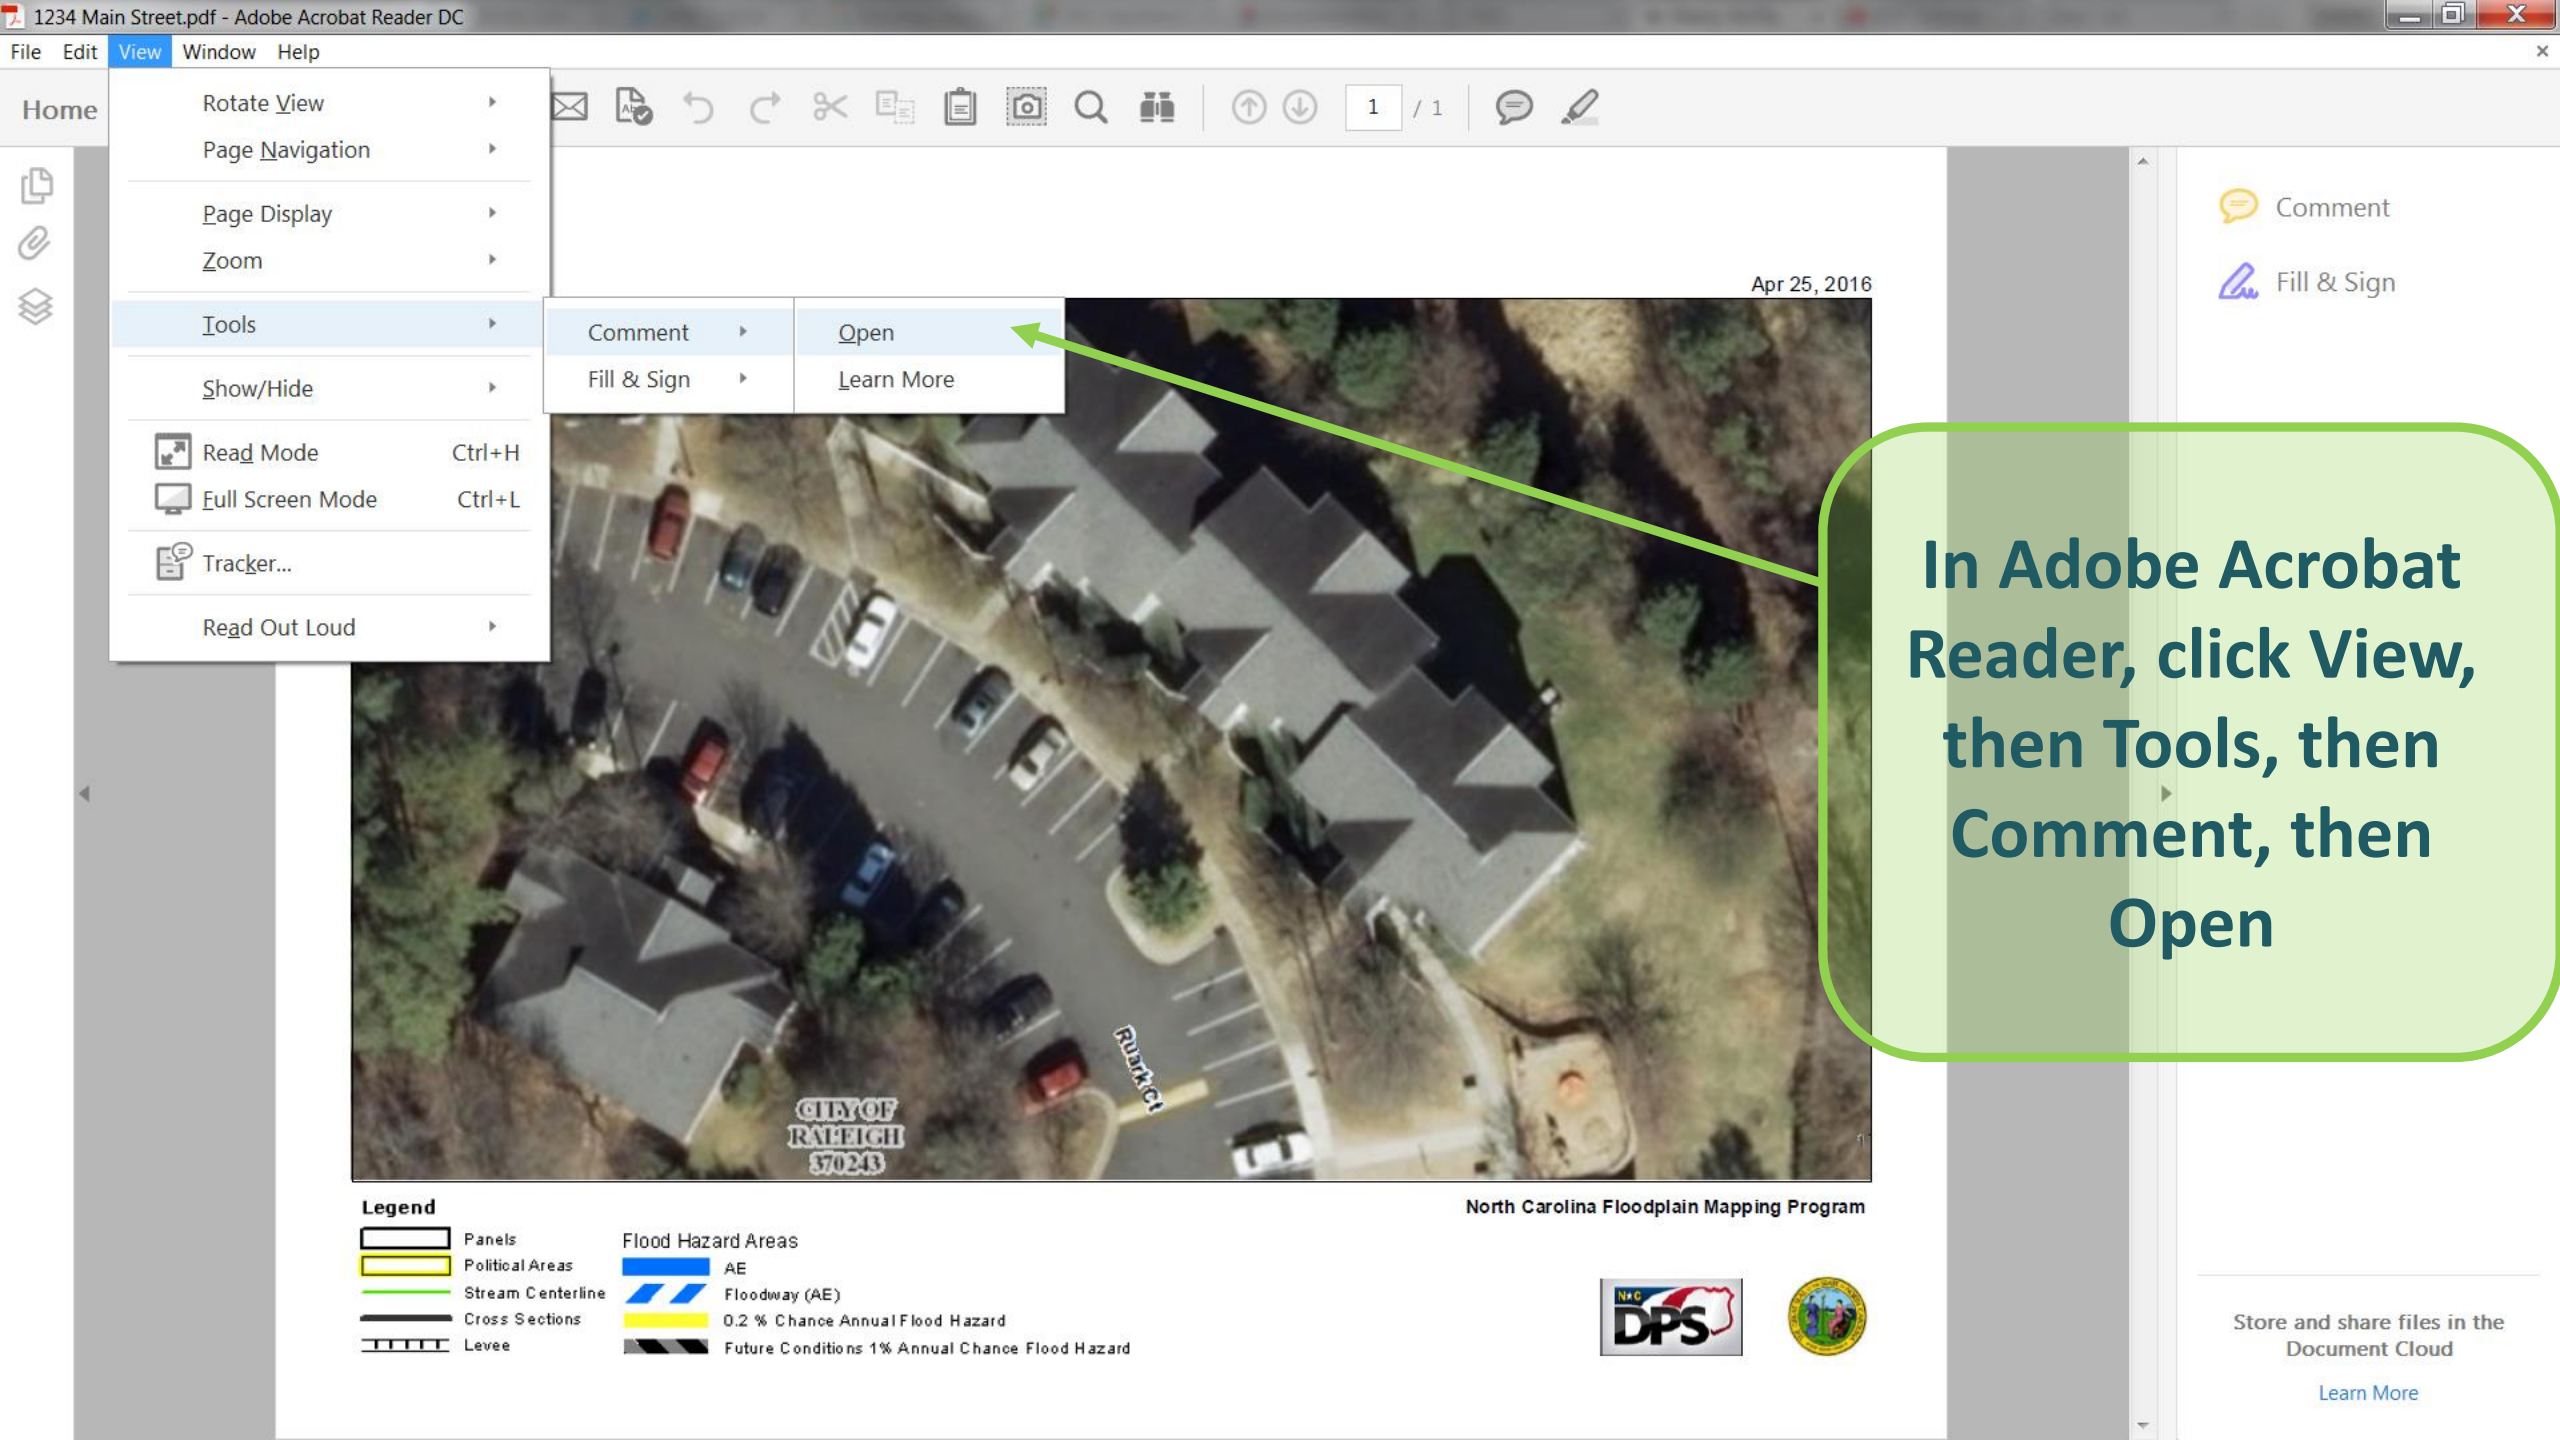 1234 Main Street.pdf - Adobe Acrobat Reader DC
File Edit View Window Help
Home
1 / 1
Rotate View
Page Navigation
Page Display
Zoom
Tools
Show/Hide
Read Mode Ctrl+H
Full Screen Mode Ctrl+L
Tracker...
Read Out Loud
Comment
Fill & Sign
Open
Learn More
Apr 25, 2016
Comment
Fill & Sign
In Adobe Acrobat
Reader, click View,
then Tools, then
Comment, then
Open
Ruark Ct
CITY OF
RALEIGH
370243
Legend
Panels
Political Areas
Stream Centerline
Cross Sections
Levee
Flood Hazard Areas
AE
Floodway (AE)
0.2 % Chance Annual Flood Hazard
Future Conditions 1% Annual Chance Flood Hazard
North Carolina Floodplain Mapping Program
N★C
DPS
Store and share files in the
Document Cloud
Learn More